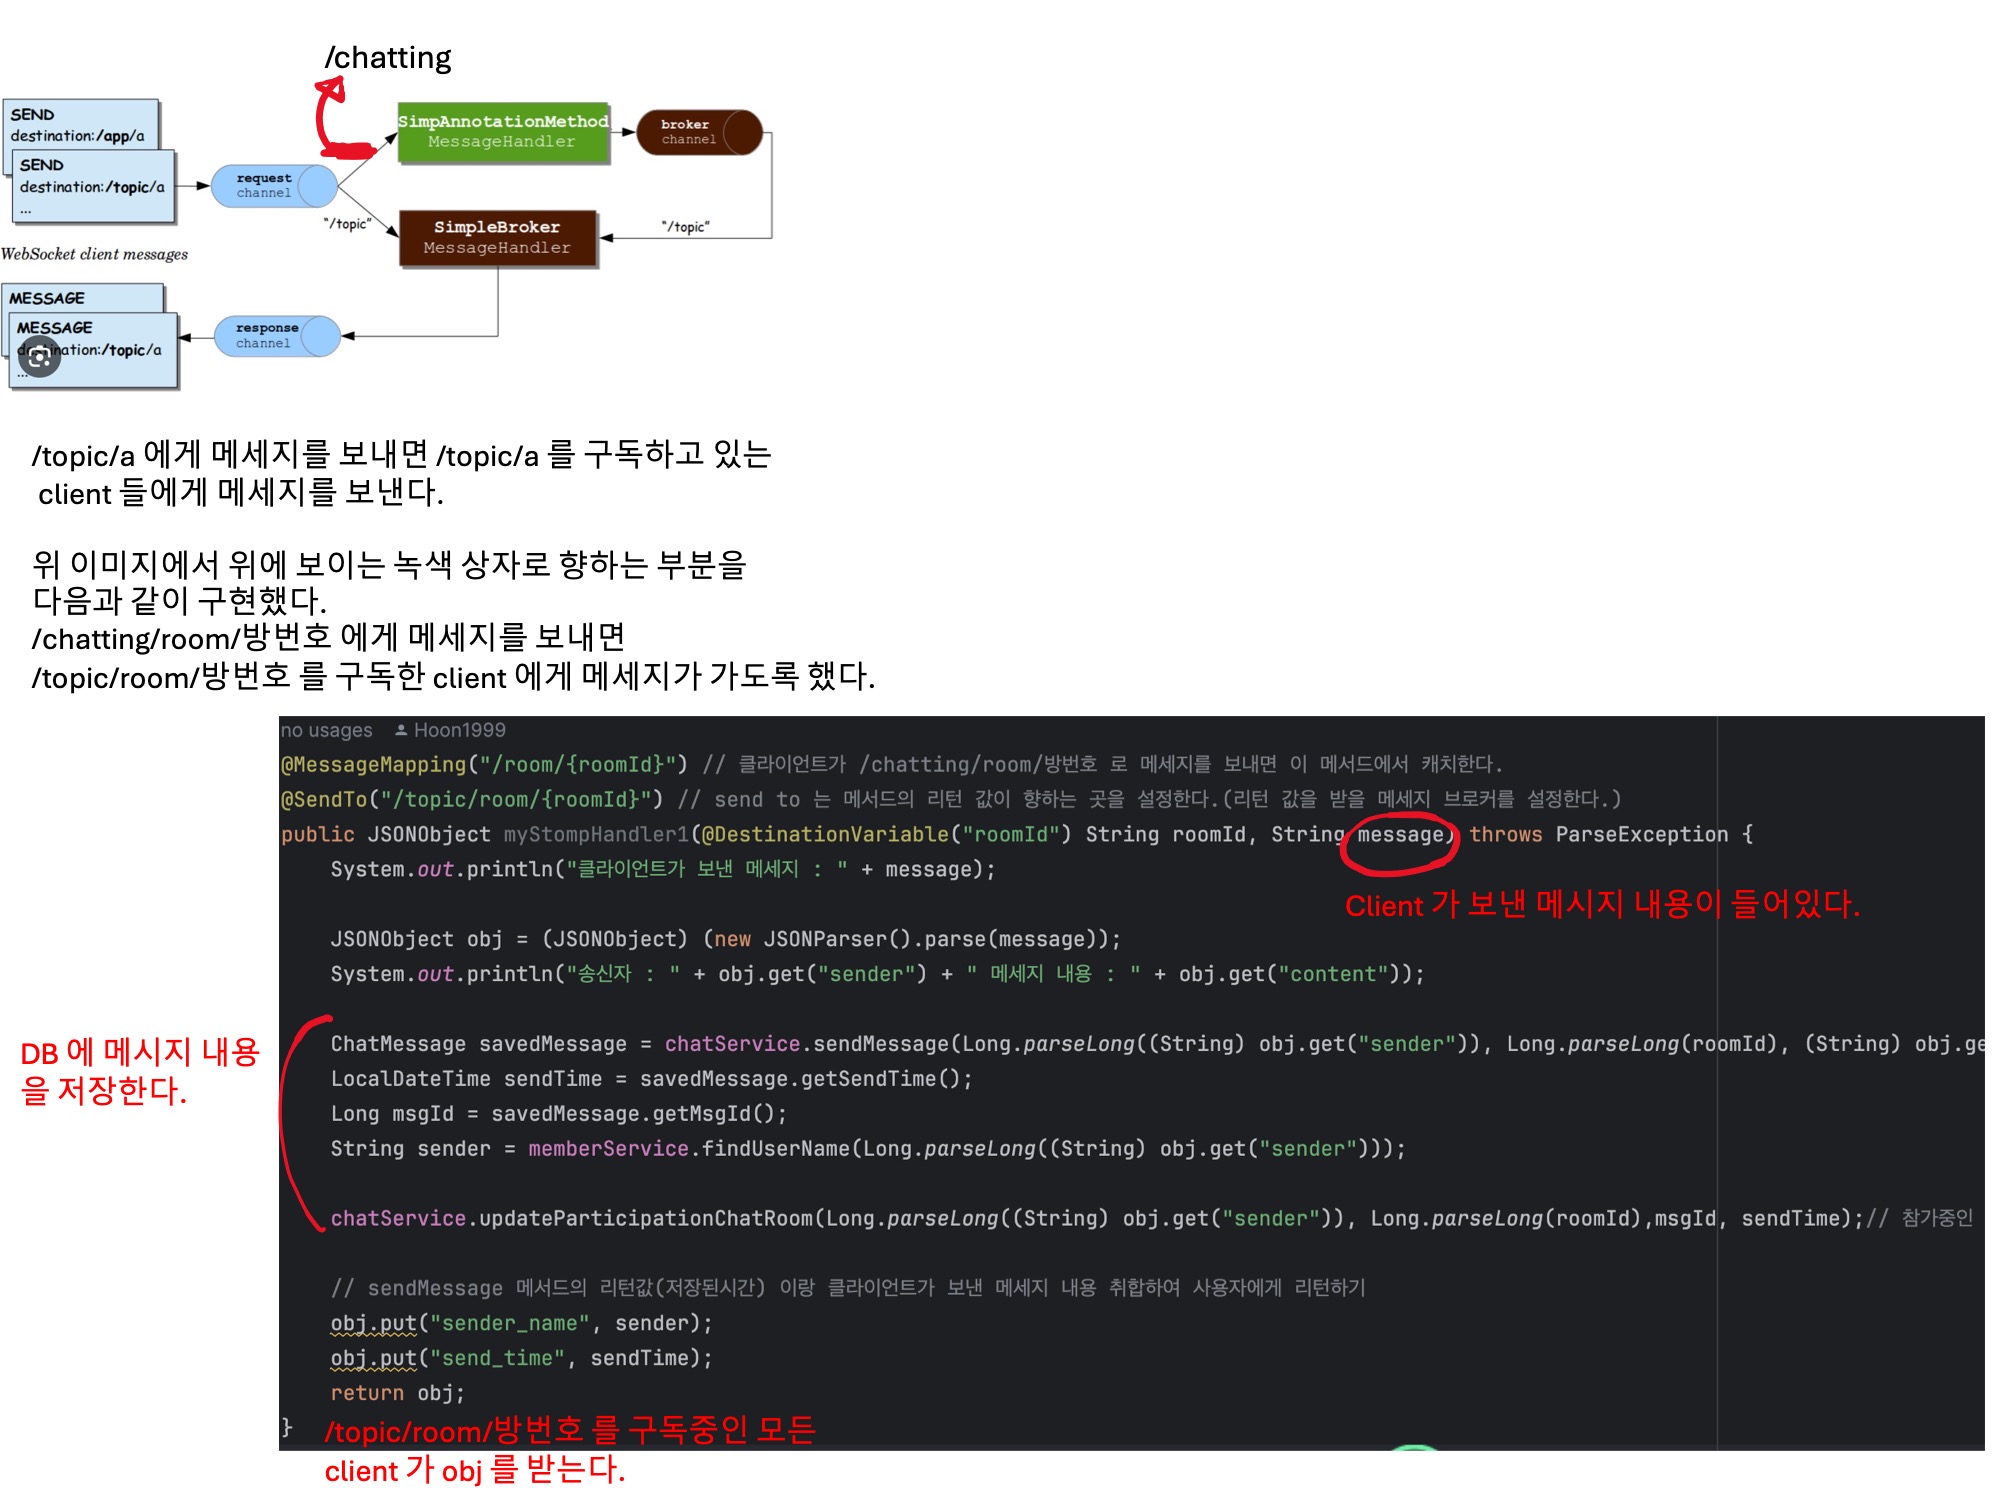 /chatting
SEND
destination:/app/a
SEND
destination:/topic/a
...
request
channel
SimpAnnotationMethod
MessageHandler
broker
channel
"/topic"
SimpleBroker
MessageHandler
"/topic"
WebSocket client messages
MESSAGE
MESSAGE
destination:/topic/a
...
response
channel
/topic/a 에게 메세지를 보내면 /topic/a 를 구독하고 있는
client 들에게 메세지를 보낸다.
위 이미지에서 위에 보이는 녹색 상자로 향하는 부분을
다음과 같이 구현했다.
/chatting/room/방번호 에게 메세지를 보내면
/topic/room/방번호 를 구독한 client 에게 메세지가 가도록 했다.
no usages Hoon1999
@MessageMapping("/room/{roomId}") // 클라이언트가 /chatting/room/방번호 로 메세지를 보내면 이 메서드에서 캐치한다.
@SendTo("/topic/room/{roomId}") // send to 는 메서드의 리턴 값이 향하는 곳을 설정한다.(리턴 값을 받을 메세지 브로커를 설정한다.)
public JSONObject myStompHandler1(@DestinationVariable("roomId") String roomId, String message) throws ParseException {
System.out.println("클라이언트가 보낸 메세지 : " + message);
Client 가 보낸 메시지 내용이 들어있다.
JSONObject obj = (JSONObject) (new JSONParser().parse(message));
System.out.println("송신자 : " + obj.get("sender") + " 메세지 내용 : " + obj.get("content"));
DB 에 메시지 내용
을 저장한다.
ChatMessage savedMessage = chatService.sendMessage(Long.parseLong((String) obj.get("sender")), Long.parseLong(roomId), (String) obj.ge
LocalDateTime sendTime = savedMessage.getSendTime();
Long msgId = savedMessage.getMsgId();
String sender = memberService.findUserName(Long.parseLong((String) obj.get("sender")));
chatService.updateParticipationChatRoom(Long.parseLong((String) obj.get("sender")), Long.parseLong(roomId),msgId, sendTime);// 참가중인
// sendMessage 메서드의 리턴값(저장된시간) 이랑 클라이언트가 보낸 메세지 내용 취합하여 사용자에게 리턴하기
obj.put("sender_name", sender);
obj.put("send_time", sendTime);
return obj;
}
/topic/room/방번호 를 구독중인 모든
client 가 obj 를 받는다.